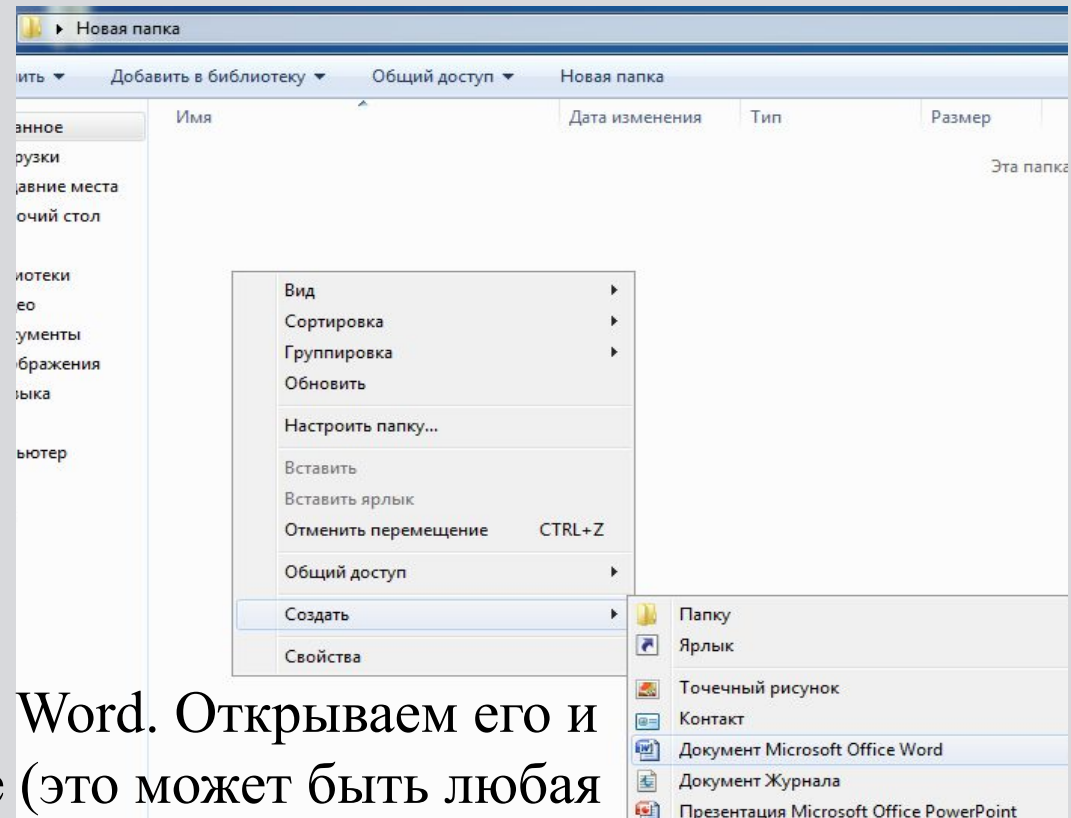 Новая папка
ить Добавить в библиотеку Общий доступ Новая папка
Имя Дата изменения Тип Размер
анное
рузки
Эта папка
авние места
очий стол
иотеки
ео
ументы
бражения
ыка
ьютер
Вид
Сортировка
Группировка
Обновить
Настроить папку...
Вставить
Вставить ярлык
Отменить перемещение CTRL+Z
Общий доступ
Создать
Свойства
Папку
Ярлык
Точечный рисунок
Контакт
Документ Microsoft Office Word
Документ Журнала
Презентация Microsoft Office PowerPoint
Word. Открываем его и
е (это может быть любая